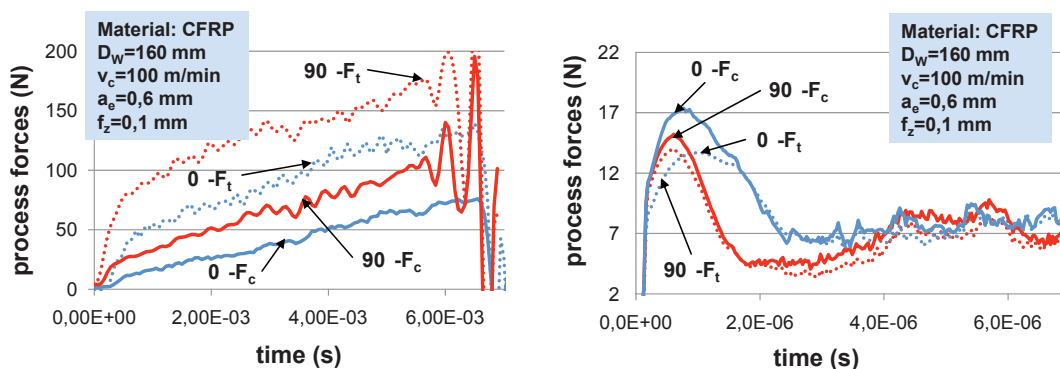 Material: CFRP
D_W=160 mm
v_c=100 m/min
a_e=0,6 mm
f_z=0,1 mm
process forces (N)
200
150
100
50
0
90 -F_t
0 -F_t
0 -F_c
90 -F_c
0,00E+00 2,00E-03 4,00E-03 6,00E-03
time (s)
Material: CFRP
D_W=160 mm
v_c=100 m/min
a_e=0,6 mm
f_z=0,1 mm
process forces (N)
22
17
12
7
2
0 -F_c
90 -F_c
0 -F_t
90 -F_t
0,0E+00 2,0E-06 4,0E-06 6,0E-06
time (s)